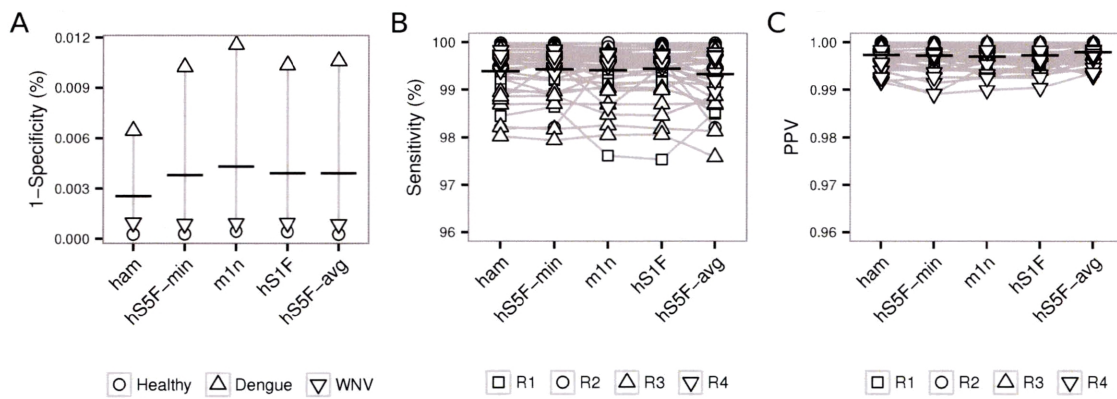 A
B
C
1−Specificity (%)
0.012
0.009
0.006
0.003
0.000
ham
hS5F−min
m1n
hS1F
hS5F−avg
Healthy
Dengue
WNV
Sensitivity (%)
100
99
98
97
96
ham
hS5F−min
m1n
hS1F
hS5F−avg
R1
R2
R3
R4
PPV
1.00
0.99
0.98
0.97
0.96
ham
hS5F−min
m1n
hS1F
hS5F−avg
R1
R2
R3
R4